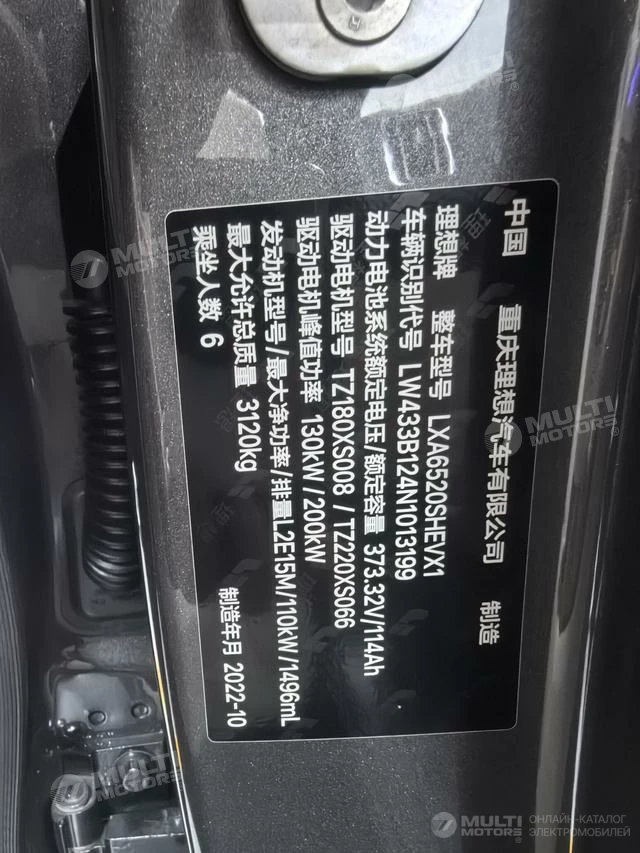 中国 重庆理想汽车有限公司 制造
理想牌 整车型号 LXA6520SHEVX1
车辆识别代号 LW433B124N1013199
动力电池系统额定电压/额定容量 373.32V/114Ah
驱动电机型号 TZ180XS008 / TZ220XS066
驱动电机峰值功率 130kW/200kW
发动机型号/最大净功率/排量L2E15M/110kW/1496mL
最大允许总质量 3120kg
乘坐人数 6 制造年月 2022-10
MULTI MOTORS
MULTI MOTORS
MULTI MOTORS
MULTI MOTORS
MULTI MOTORS ОНЛАЙН-КАТАЛОГ ЭЛЕКТРОМОБИЛЕЙ